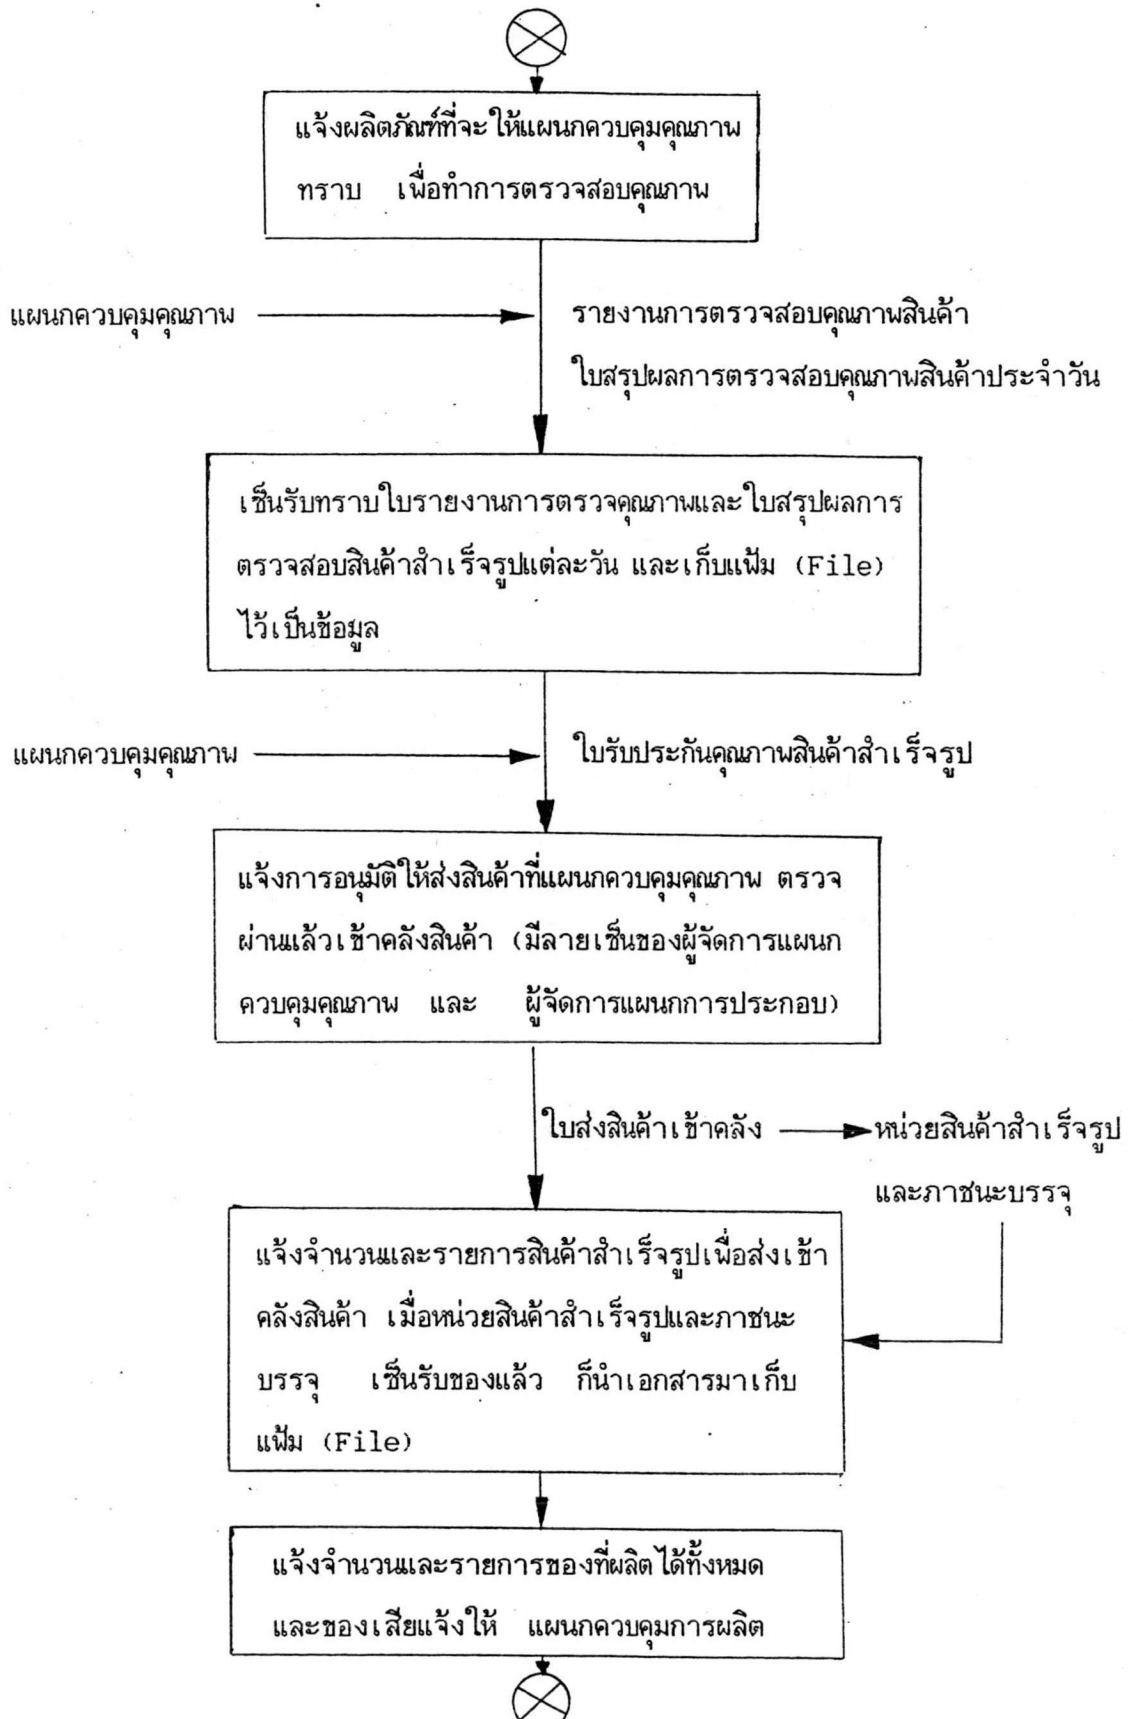 แจ้งผลิตภัณฑ์ที่จะให้แผนกควบคุมคุณภาพ
ทราบ เพื่อทำการตรวจสอบคุณภาพ
แผนกควบคุมคุณภาพ
รายงานการตรวจสอบคุณภาพสินค้า
ใบสรุปผลการตรวจสอบคุณภาพสินค้าประจำวัน
เซ็นรับทราบใบรายงานการตรวจคุณภาพและใบสรุปผลการ
ตรวจสอบสินค้าสำเร็จรูปแต่ละวัน และเก็บแฟ้ม (File)
ไว้เป็นข้อมูล
แผนกควบคุมคุณภาพ
ใบรับประกันคุณภาพสินค้าสำเร็จรูป
แจ้งการอนุมัติให้ส่งสินค้าที่แผนกควบคุมคุณภาพ ตรวจ
ผ่านแล้วเข้าคลังสินค้า (มีลายเซ็นของผู้จัดการแผนก
ควบคุมคุณภาพ และ ผู้จัดการแผนกการประกอบ)
ใบส่งสินค้าเข้าคลัง
หน่วยสินค้าสำเร็จรูป
และภาชนะบรรจุ
แจ้งจำนวนและรายการสินค้าสำเร็จรูปเพื่อส่งเข้า
คลังสินค้า เมื่อหน่วยสินค้าสำเร็จรูปและภาชนะ
บรรจุ เซ็นรับของแล้ว ก็นำเอกสารมาเก็บ
แฟ้ม (File)
แจ้งจำนวนและรายการของที่ผลิตได้ทั้งหมด
และของเสียแจ้งให้ แผนกควบคุมการผลิต